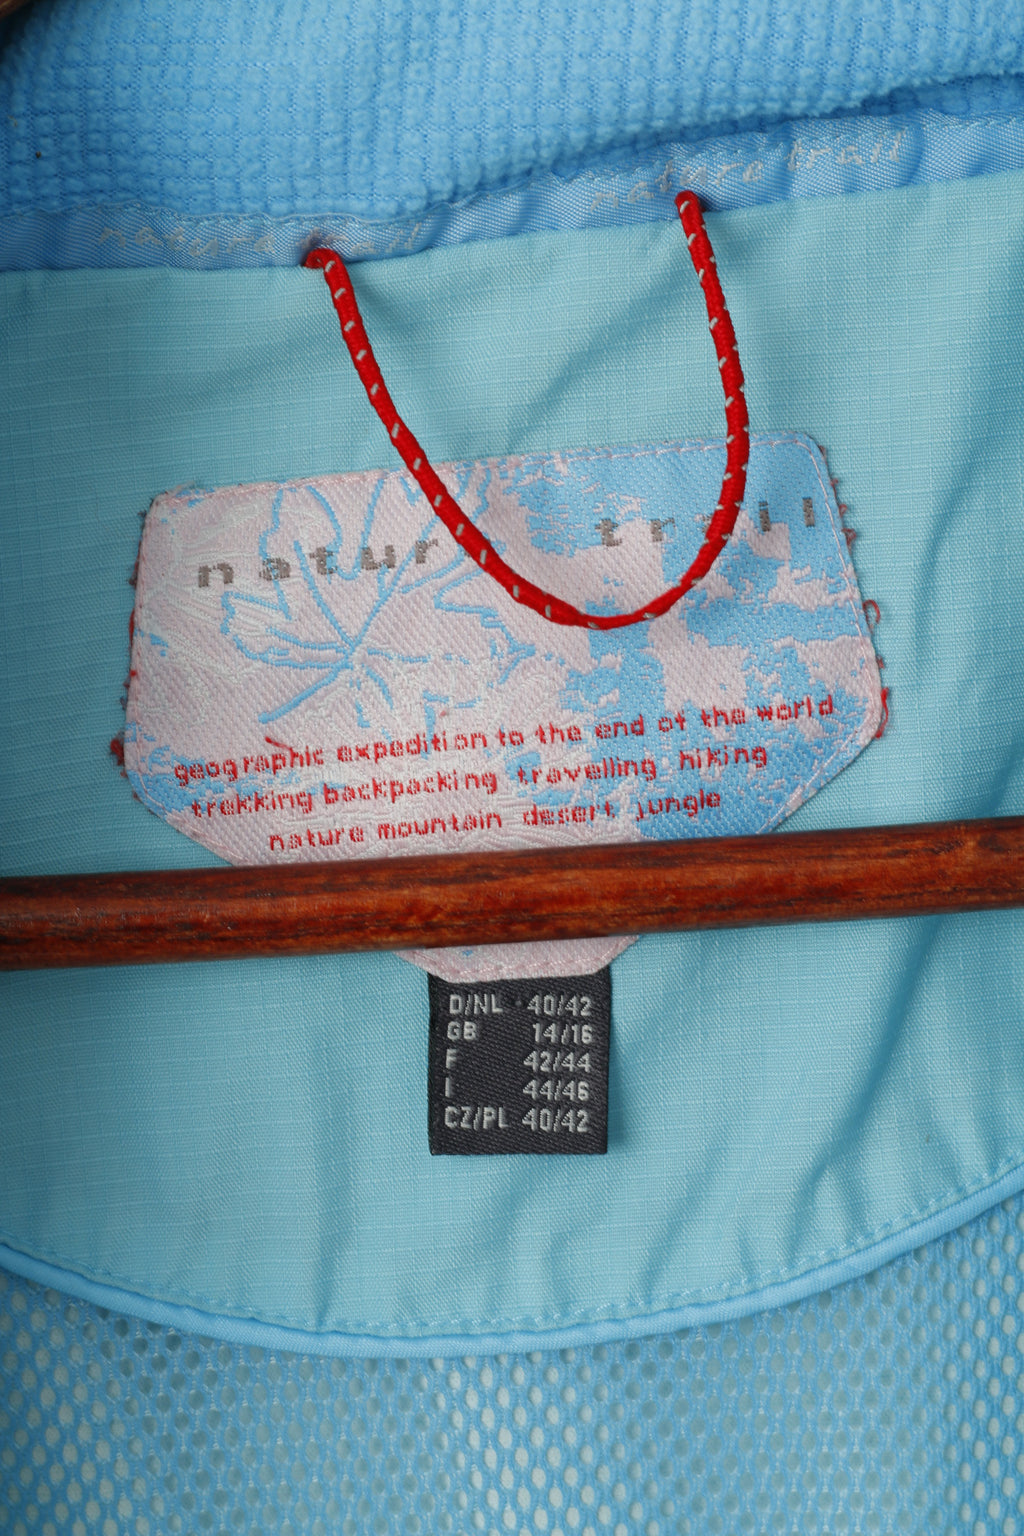 nature trail
nature trail
natur trail
geographic expedition to the end of the world
trekking backpacking travelling hiking
nature mountain desert jungle
D/NL 40/42
GB 14/16
F 42/44
I 44/46
CZ/PL 40/42